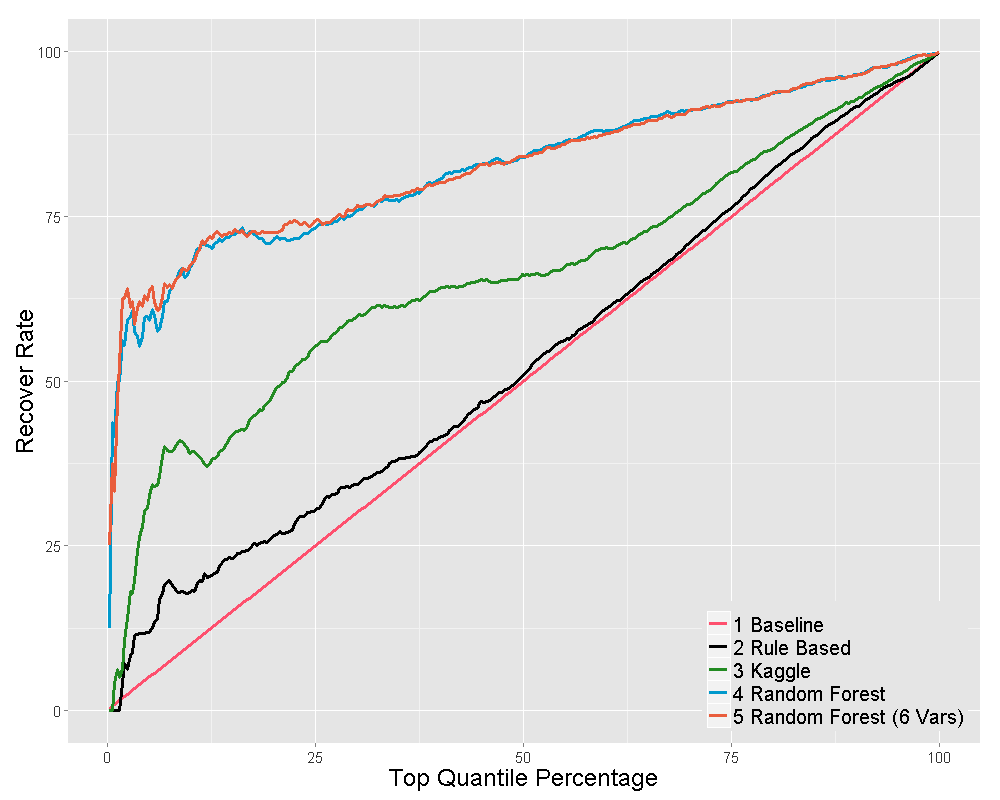 100
75
50
25
0
Recover Rate
0 25 50 75 100
Top Quantile Percentage
1 Baseline
2 Rule Based
3 Kaggle
4 Random Forest
5 Random Forest (6 Vars)